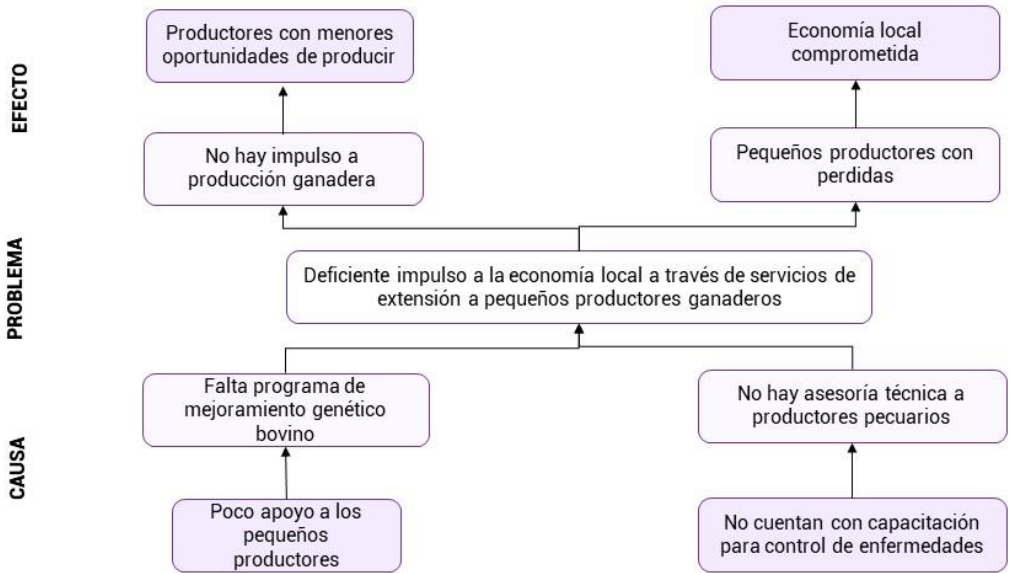 EFECTO
Productores con menores
oportunidades de producir
Economía local
comprometida
No hay impulso a
producción ganadera
Pequeños productores con
perdidas
PROBLEMA
Deficiente impulso a la economía local a través de servicios de
extensión a pequeños productores ganaderos
CAUSA
Falta programa de
mejoramiento genético
bovino
No hay asesoría técnica a
productores pecuarios
Poco apoyo a los
pequeños
productores
No cuentan con capacitación
para control de enfermedades